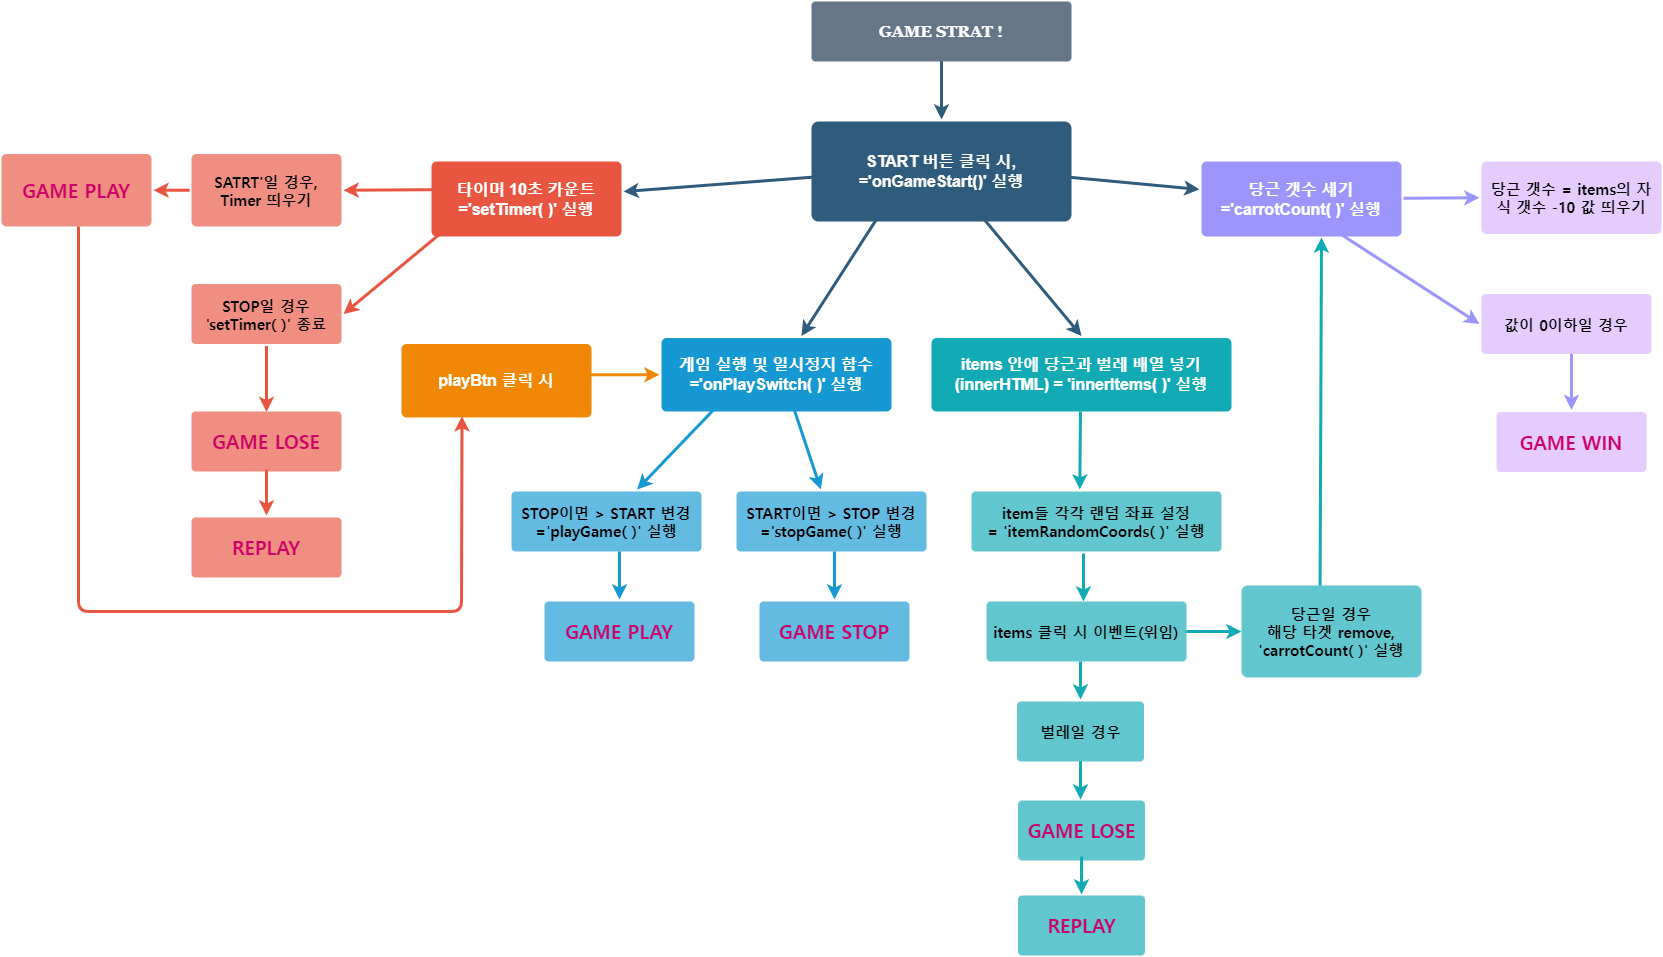 GAME STRAT !
START 버튼 클릭 시,
='onGameStart()' 실행
GAME PLAY
SATRT'일 경우,
Timer 띄우기
타이머 10초 카운트
='setTimer( )' 실행
당근 갯수 세기
='carrotCount( )' 실행
당근 갯수 = items의 자
식 갯수 -10 값 띄우기
STOP일 경우
'setTimer( )' 종료
값이 0이하일 경우
playBtn 클릭 시
게임 실행 및 일시정지 함수
='onPlaySwitch( )' 실행
items 안에 당근과 벌레 배열 넣기
(innerHTML) = 'innerItems( )' 실행
GAME LOSE
GAME WIN
STOP이면 > START 변경
='playGame( )' 실행
START이면 > STOP 변경
='stopGame( )' 실행
item들 각각 랜덤 좌표 설정
= 'itemRandomCoords( )' 실행
REPLAY
GAME PLAY
GAME STOP
items 클릭 시 이벤트(위임)
당근일 경우
해당 타겟 remove,
'carrotCount( )' 실행
벌레일 경우
GAME LOSE
REPLAY